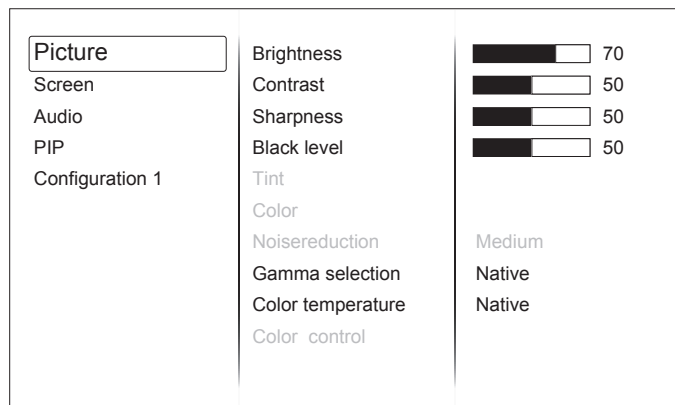 Picture
Screen
Audio
PIP
Configuration 1
Brightness 70
Contrast 50
Sharpness 50
Black level 50
Tint
Color
Noisereduction Medium
Gamma selection Native
Color temperature Native
Color control